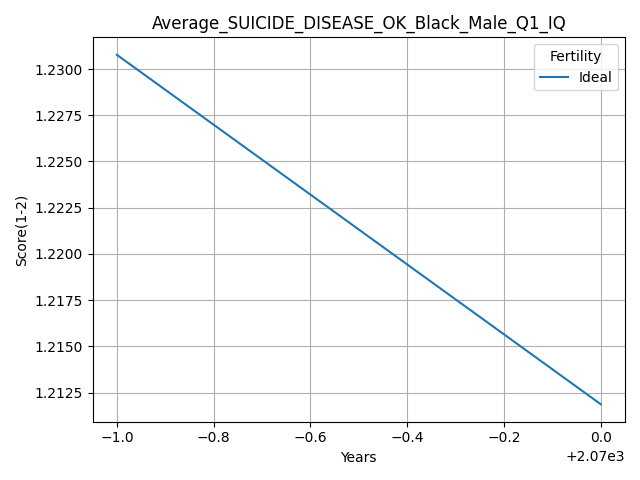 Average_SUICIDE_DISEASE_OK_Black_Male_Q1_IQ
Fertility
Ideal
1.2300
1.2275
1.2250
1.2225
1.2200
1.2175
1.2150
1.2125
Score(1-2)
−1.0 −0.8 −0.6 −0.4 −0.2 0.0
+2.07e3
Years